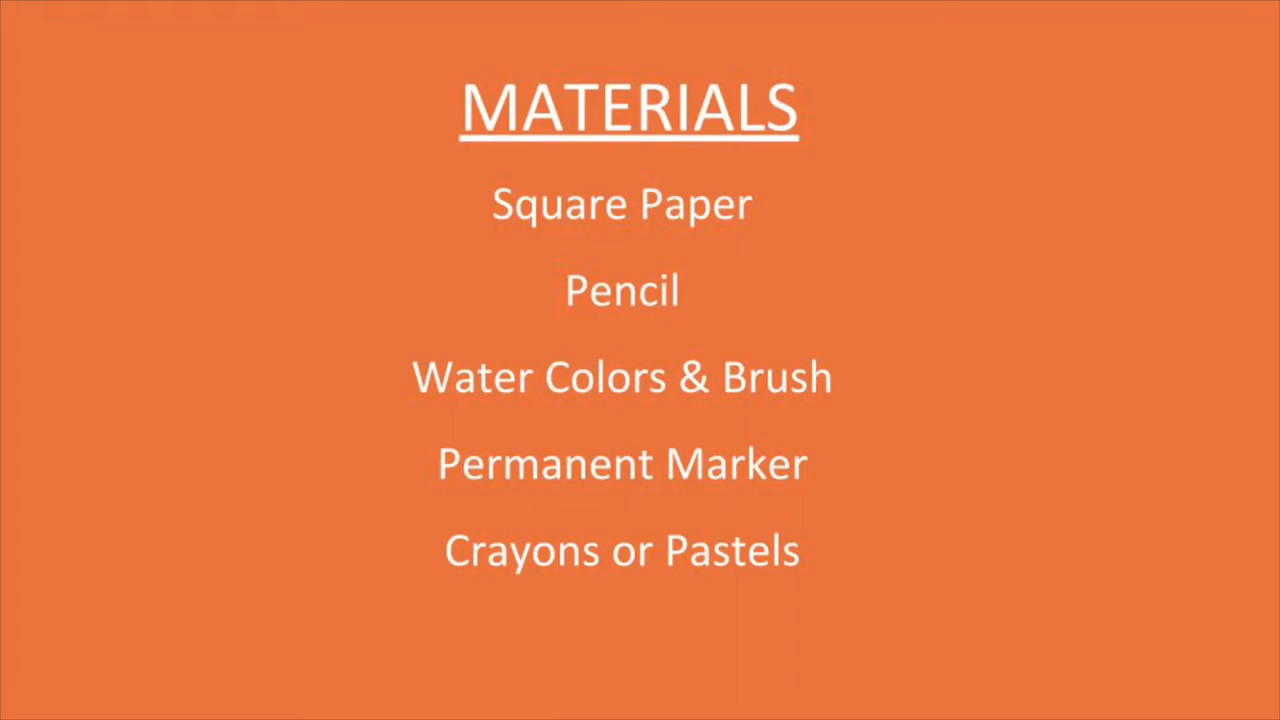 MATERIALS
Square Paper
Pencil
Water Colors & Brush
Permanent Marker
Crayons or Pastels